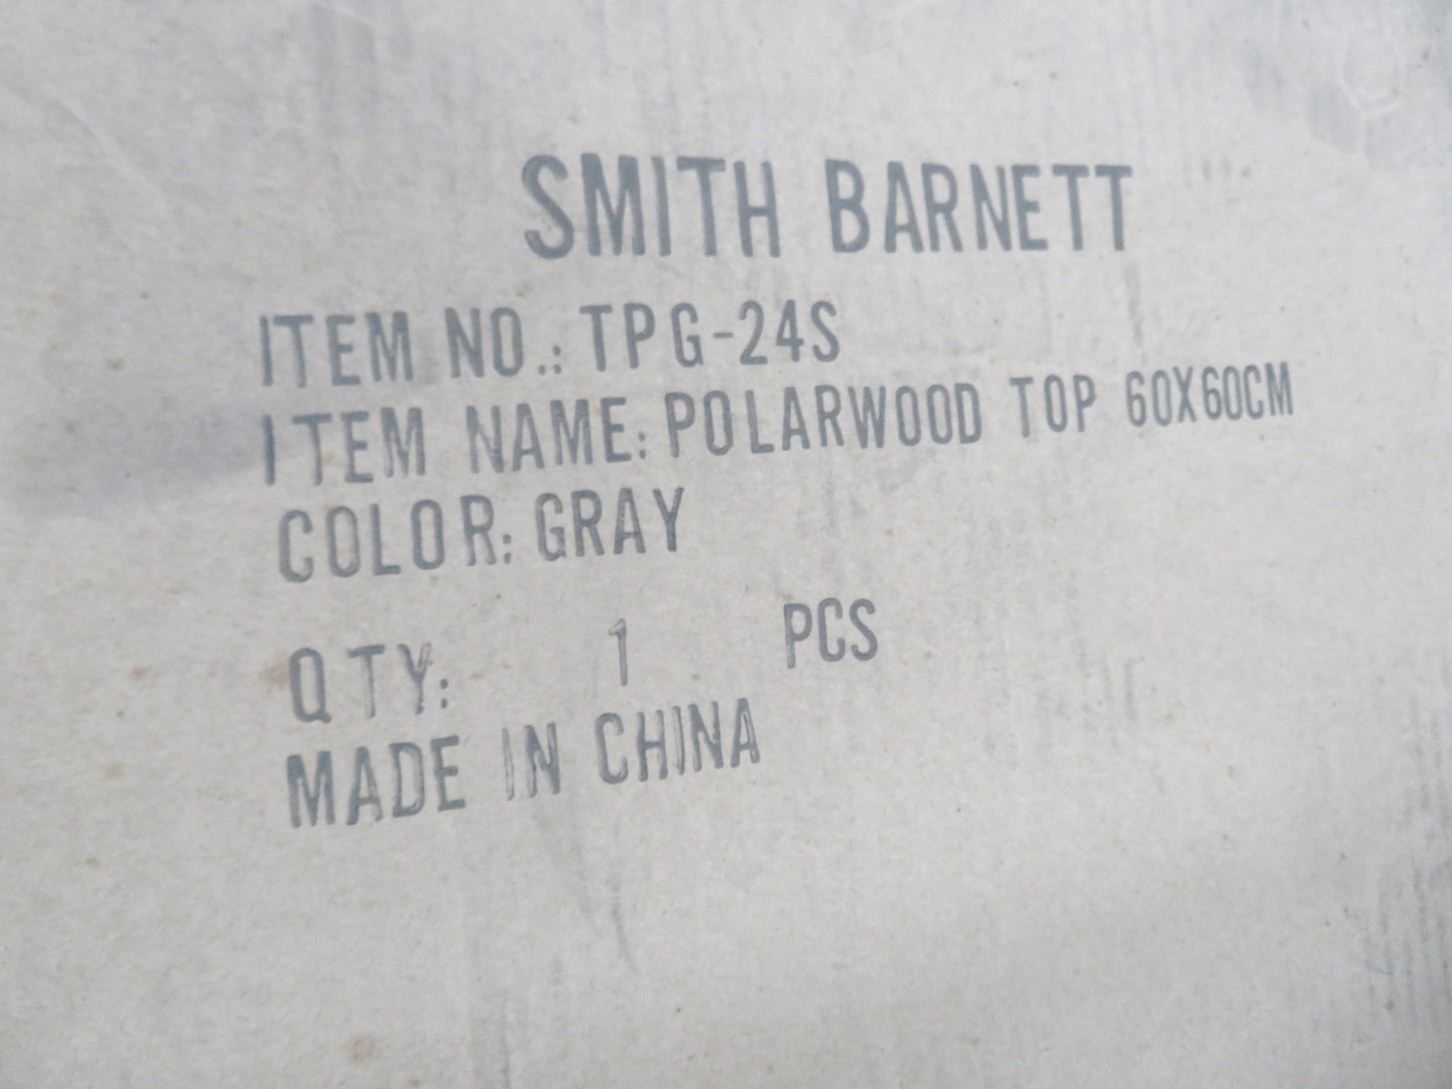 SMITH BARNETT
ITEM NO.: TPG-24S
ITEM NAME: POLARWOOD TOP 60X60CM
COLOR: GRAY
QTY: 1 PCS
MADE IN CHINA